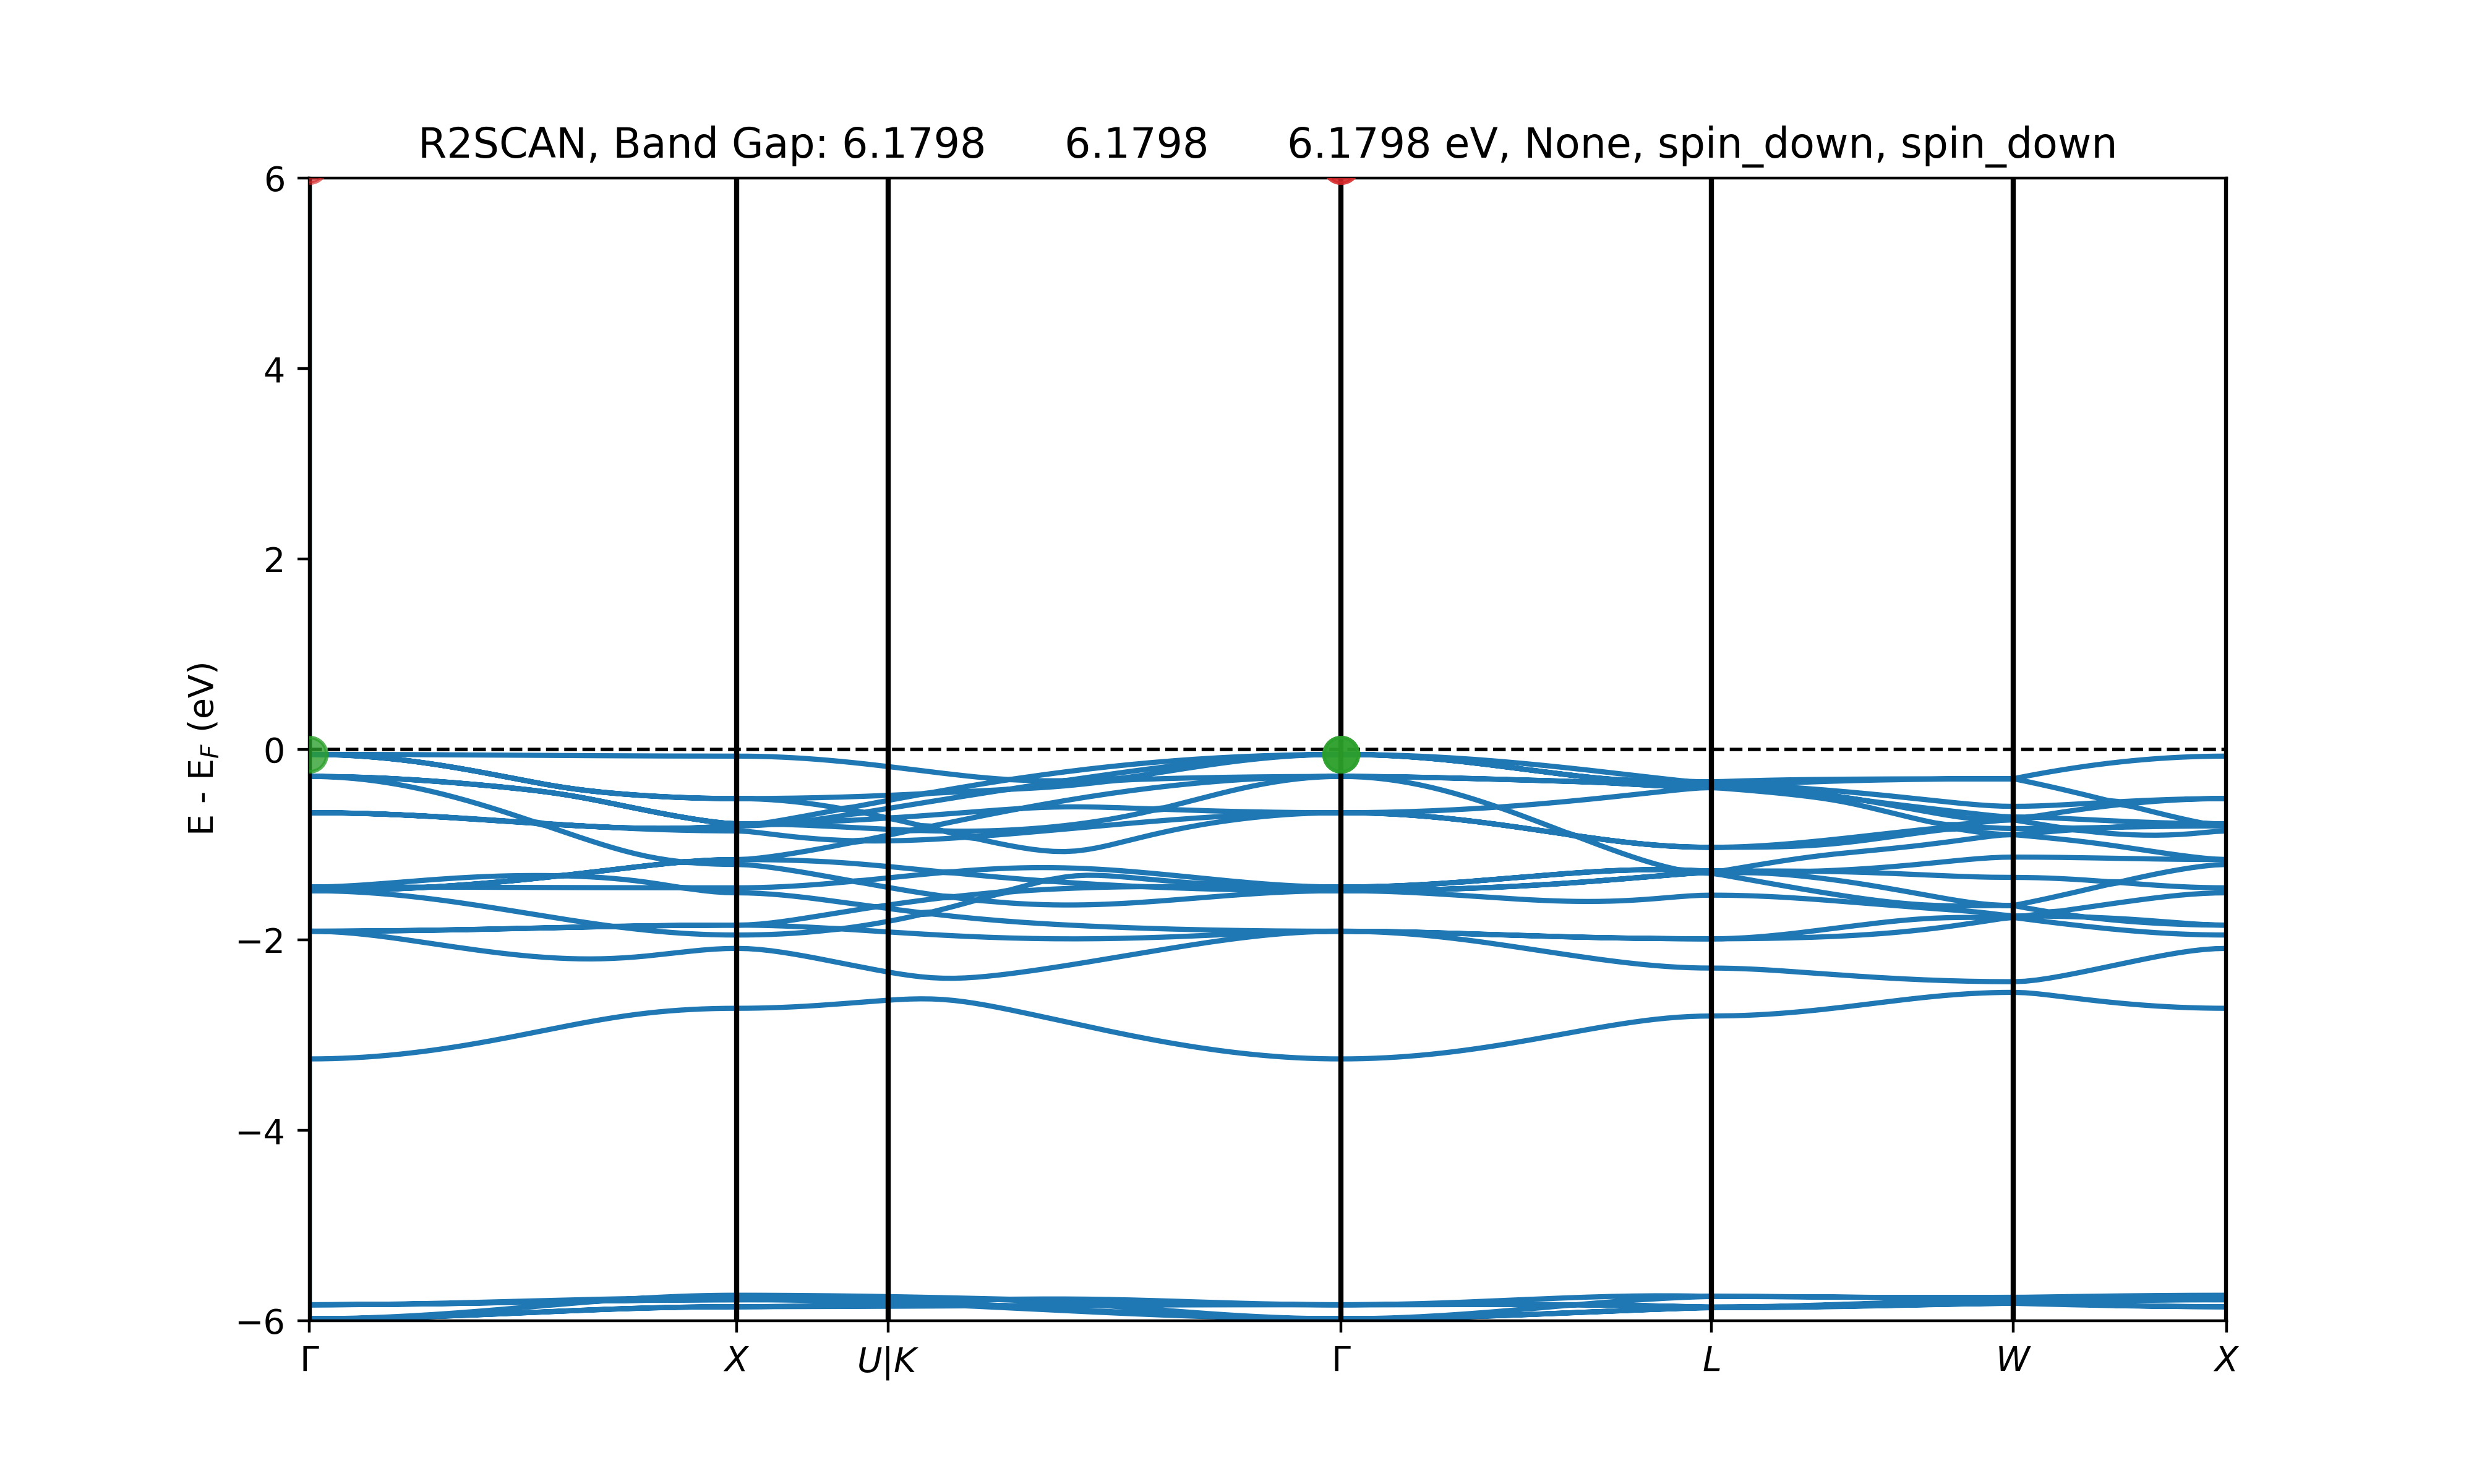 R2SCAN, Band Gap: 6.1798 6.1798 6.1798 eV, None, spin_down, spin_down
E - E_F (eV)
6
4
2
0
−2
−4
−6
Γ X U|K Γ L W X